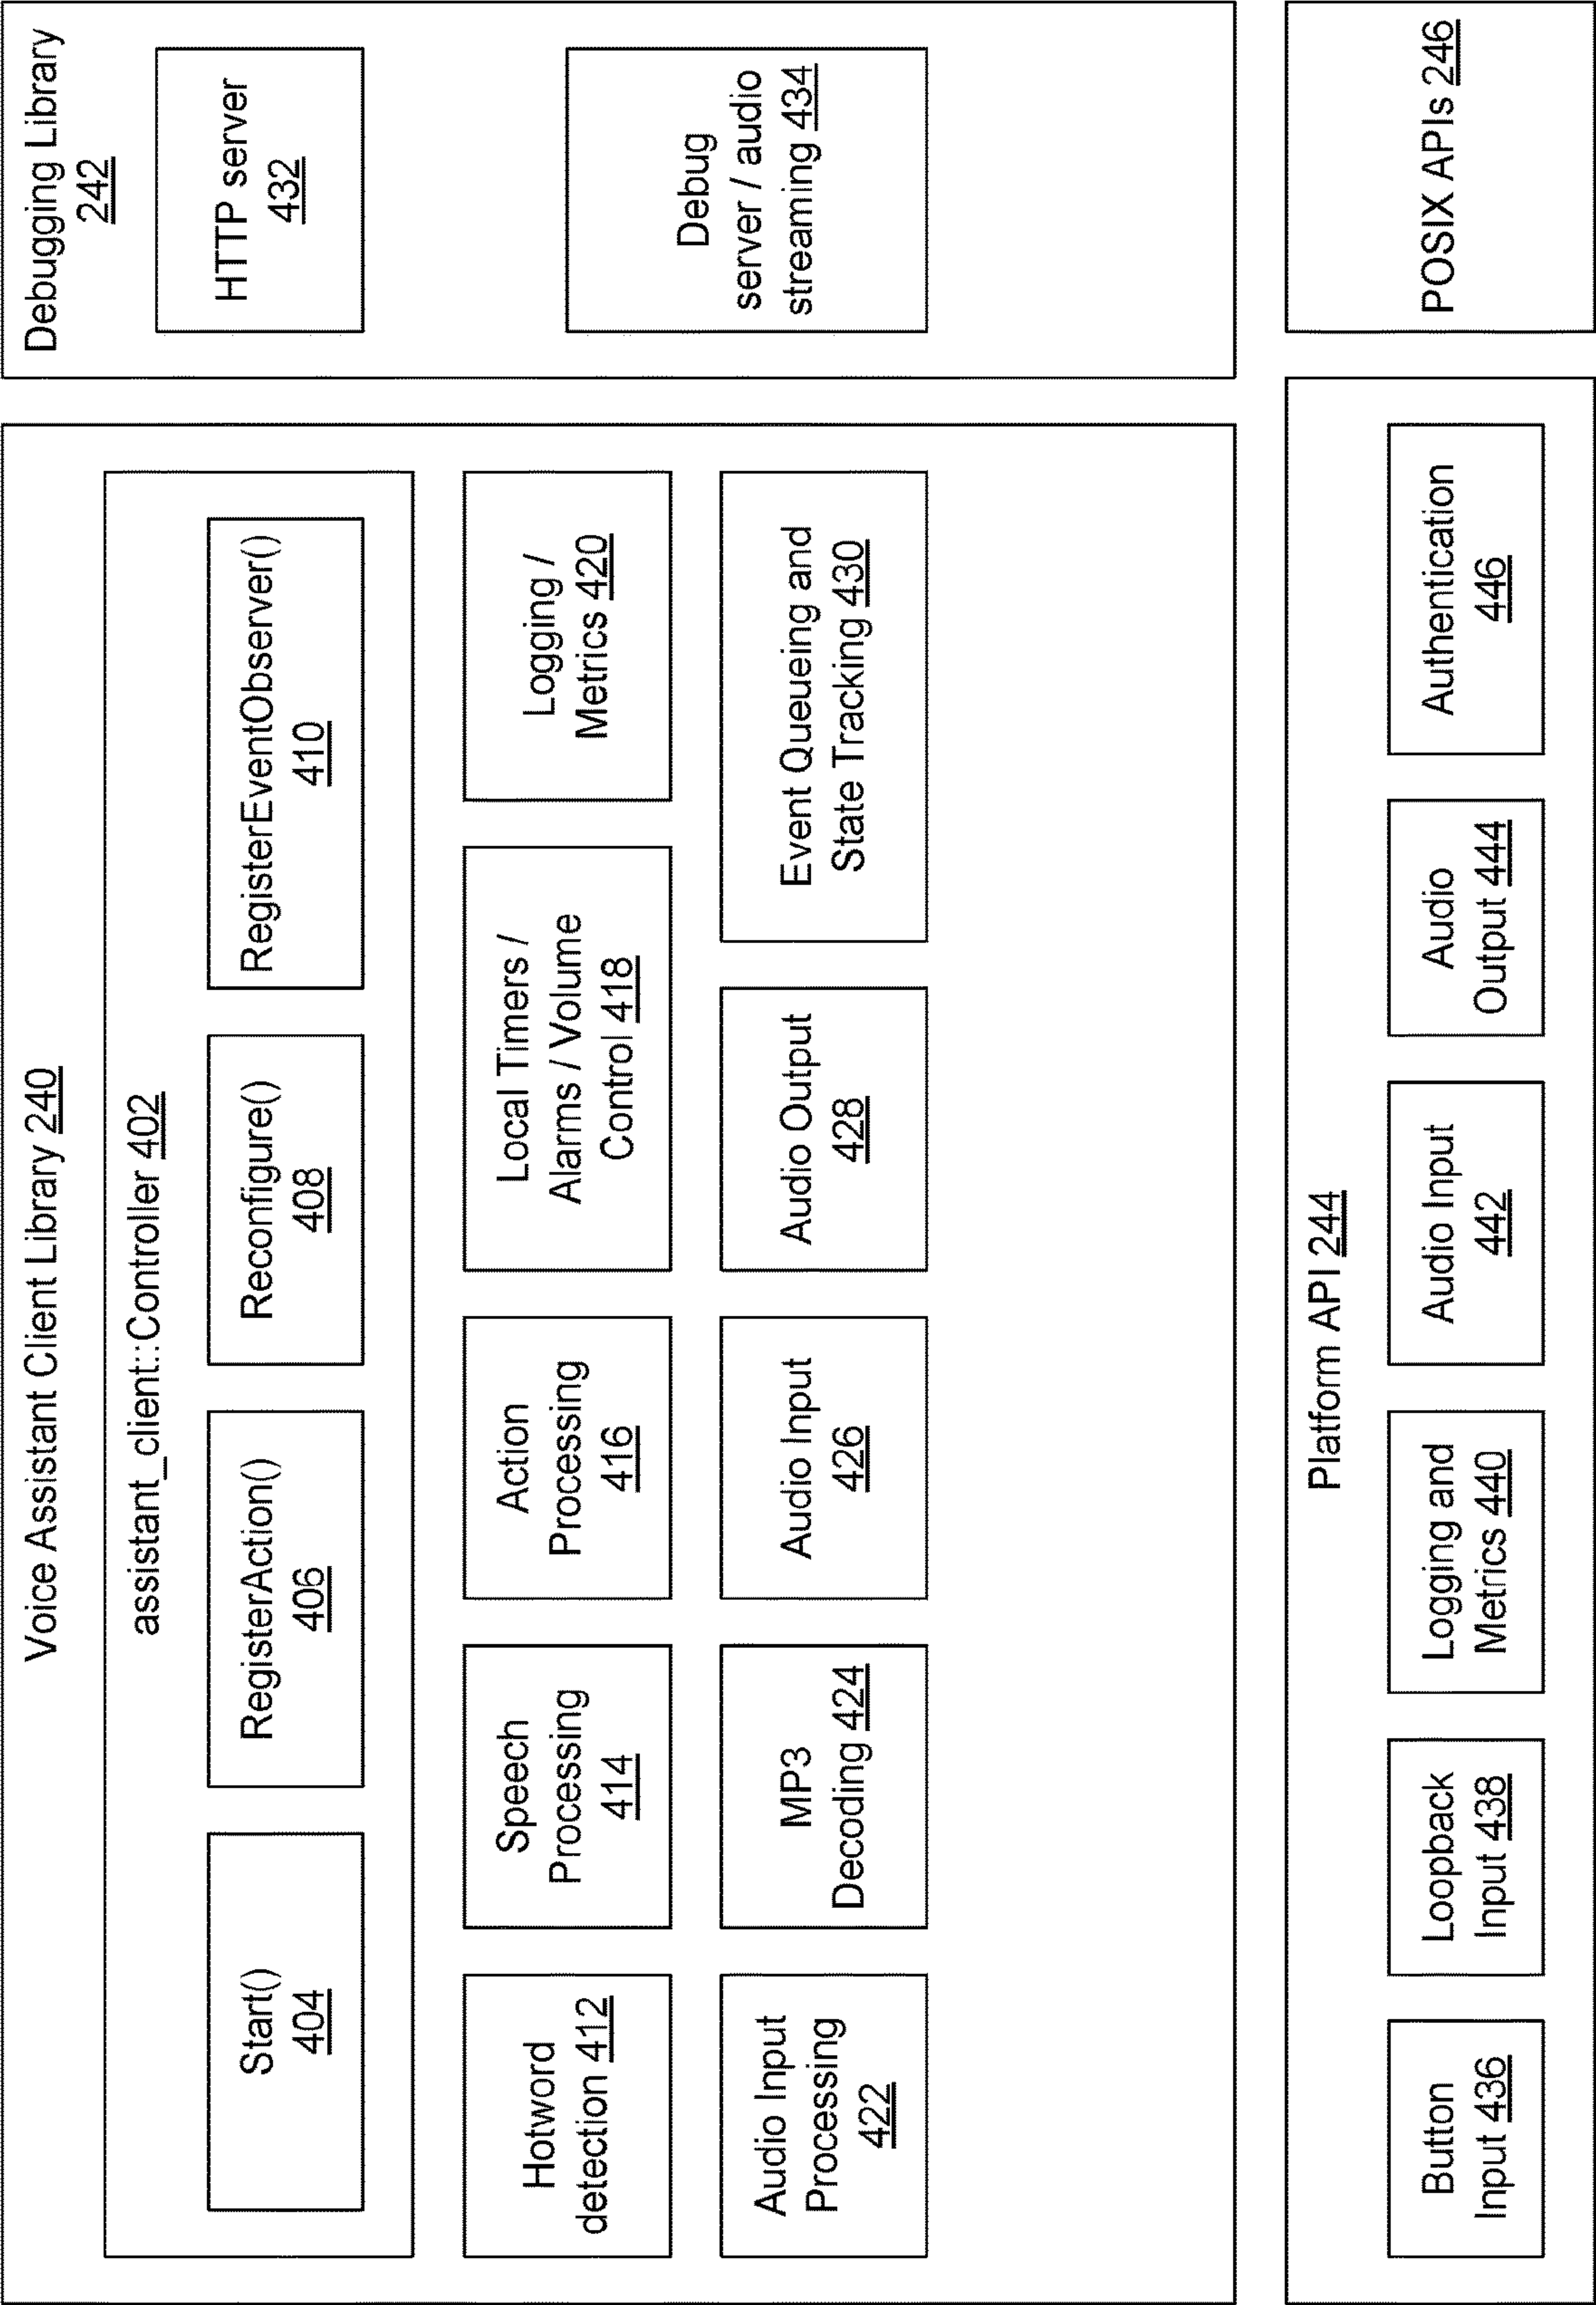 Voice Assistant Client Library 240
assistant_client::Controller 402
Start()
404
RegisterAction()
406
Reconfigure()
408
RegisterEventObserver()
410
Hotword
detection 412
Speech
Processing
414
Action
Processing
416
Local Timers /
Alarms / Volume
Control 418
Logging /
Metrics 420
Audio Input
Processing
422
MP3
Decoding 424
Audio Input
426
Audio Output
428
Event Queueing and
State Tracking 430
Debugging Library
242
HTTP server
432
Debug
server / audio
streaming 434
Platform API 244
Button
Input 436
Loopback
Input 438
Logging and
Metrics 440
Audio Input
442
Audio
Output 444
Authentication
446
POSIX APIs 246